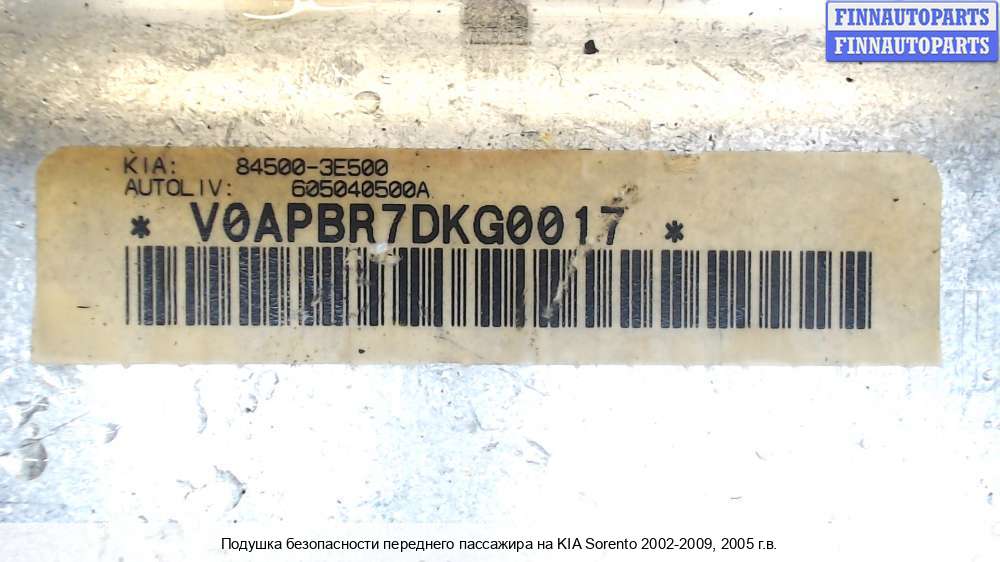 FINNAUTOPARTS
FINNAUTOPARTS
KIA: 84500-3E500
AUTOLIV: 605040500A
* V0APBR7DKG0017 *
Подушка безопасности переднего пассажира на KIA Sorento 2002-2009, 2005 г.в.